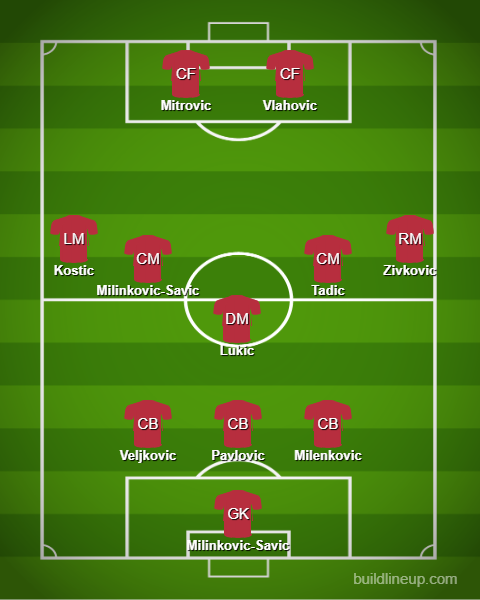 CF
CF
Mitrovic
Vlahovic
LM
RM
CM
CM
Kostic
Zivkovic
Milinkovic-Savic
Tadic
DM
Lukic
CB
CB
CB
Veljkovic
Pavlovic
Milenkovic
GK
Milinkovic-Savic
buildlineup.com